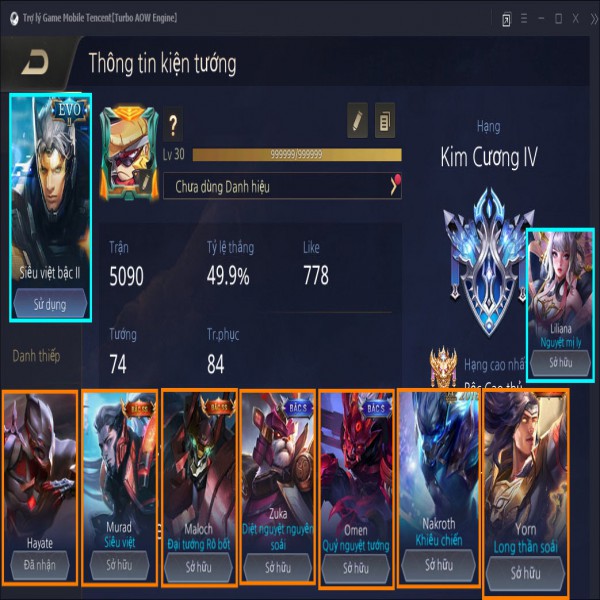 Trợ lý Game Mobile Tencent[Turbo AOW Engine]
Thông tin kiện tướng
EVO
II
?
Lv 30
999999/999999
Chưa dùng Danh hiệu
Hạng
Kim Cương IV
Siêu việt bậc II
Sử dụng
Trận
Tỷ lệ thắng
Like
5090
49.9%
778
Tướng
Tr.phục
74
84
Liliana
Nguyệt mị ly
Sở hữu
Danh thiếp
Hạng cao nhấ
Hayate
Đã nhận
Murad
Siêu việt
Sở hữu
Maloch
Đại tướng Rô bốt
Sở hữu
BẬC S
Zuka
Diệt nguyệt nguyên
soái
Sở hữu
BẬC S
Omen
Quỷ nguyệt tướng
Sở hữu
Nakroth
Khiêu chiến
Sở hữu
Yorn
Long thần soái
Sở hữu